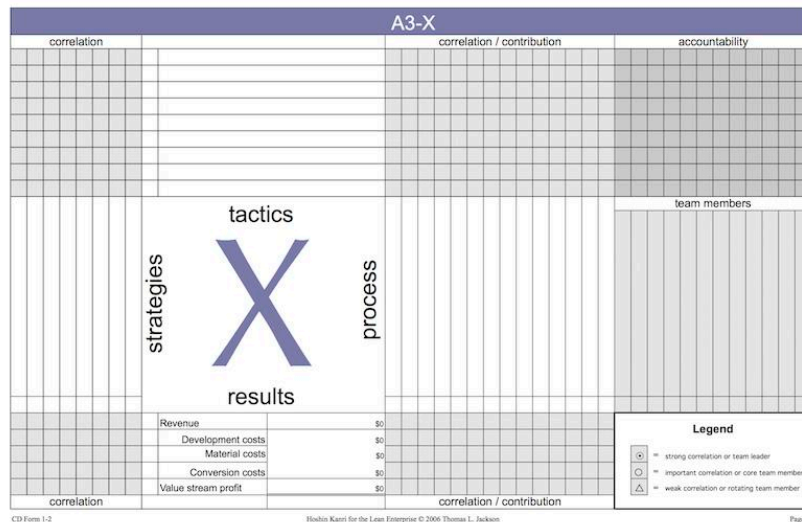 A3-X
correlation
correlation / contribution
accountability
tactics
strategies
process
results
team members
Revenue $0
Development costs $0
Material costs $0
Conversion costs $0
Value stream profit $0
Legend
= strong correlation or team leader
= important correlation or core team member
= weak correlation or rotating team member
correlation
correlation / contribution
CD Form 1-2
Hoshin Kanri for the Lean Enterprise © 2006 Thomas L. Jackson